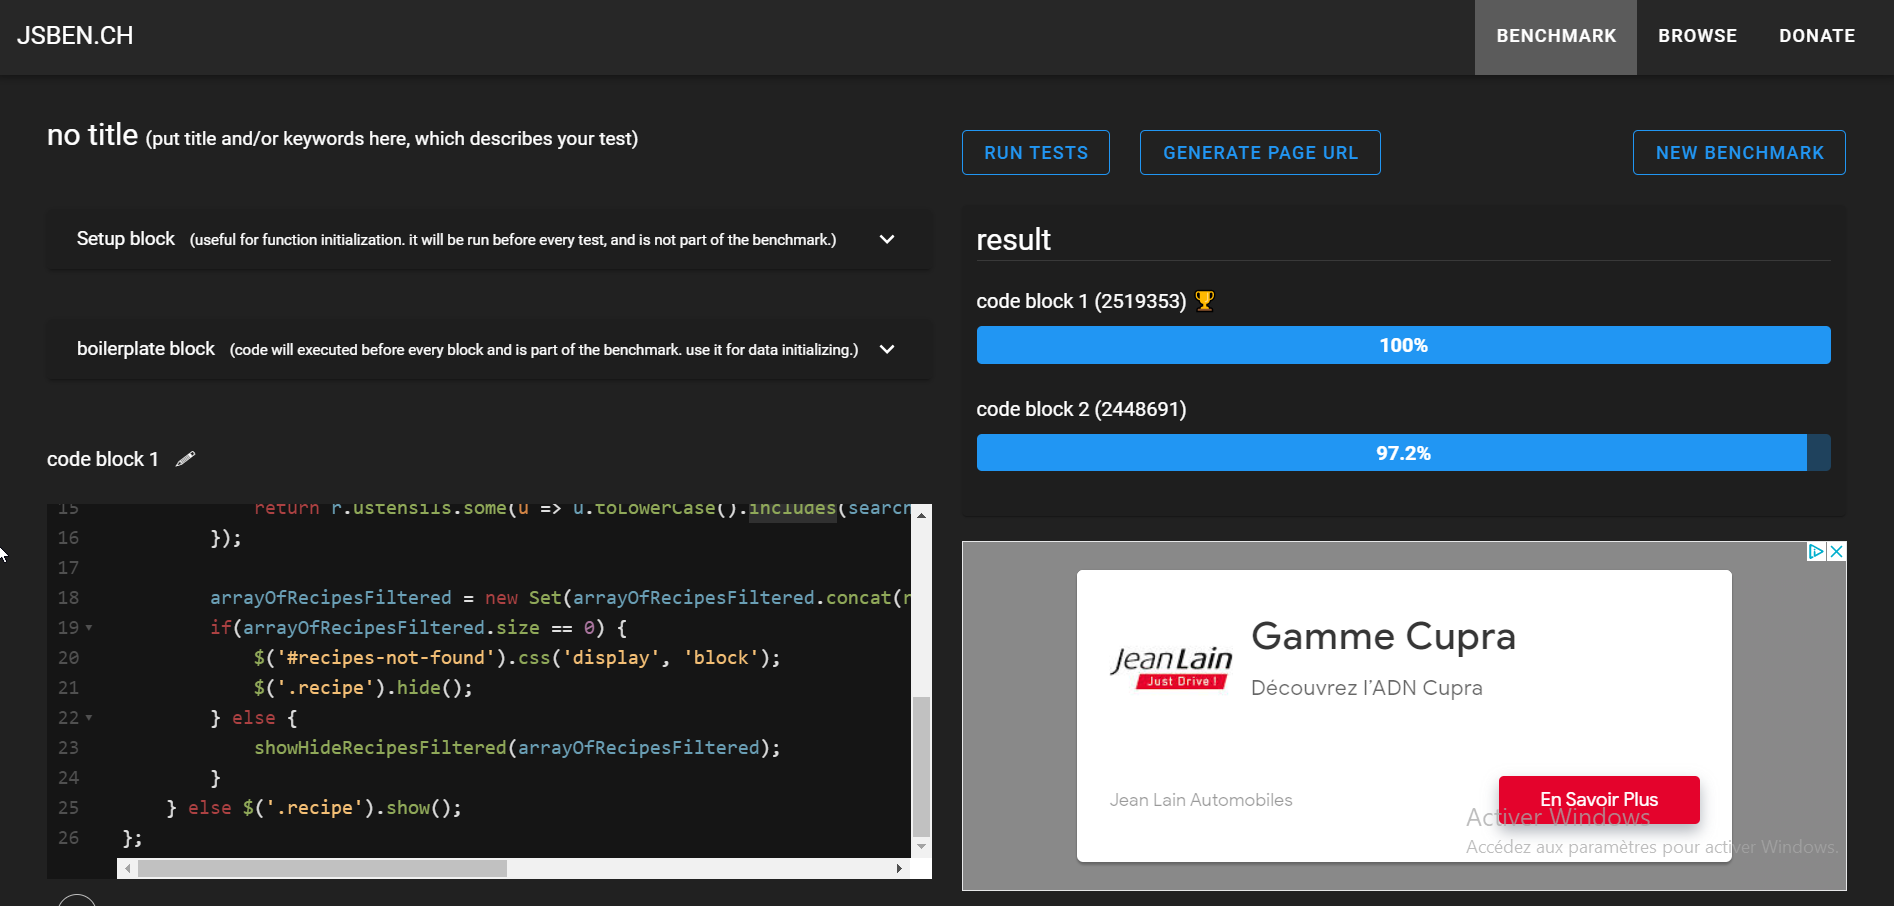 JSBEN.CH
BENCHMARK
BROWSE
DONATE
no title (put title and/or keywords here, which describes your test)
RUN TESTS
GENERATE PAGE URL
NEW BENCHMARK
Setup block (useful for function initialization. it will be run before every test, and is not part of the benchmark.)
boilerplate block (code will executed before every block and is part of the benchmark. use it for data initializing.)
code block 1
15 return r.ustensils.some(u => u.toLowerCase().includes(search
16 });
17
18 arrayOfRecipesFiltered = new Set(arrayOfRecipesFiltered.concat(r
19 if(arrayOfRecipesFiltered.size == 0) {
20 $('#recipes-not-found').css('display', 'block');
21 $('.recipe').hide();
22 } else {
23 showHideRecipesFiltered(arrayOfRecipesFiltered);
24 }
25 } else $('.recipe').show();
26 };
result
code block 1 (2519353)
100%
code block 2 (2448691)
97.2%
Jean Lain
Just Drive !
Gamme Cupra
Découvrez l'ADN Cupra
Jean Lain Automobiles
En Savoir Plus
Activer Windows
Accédez aux paramètres pour activer Windows.